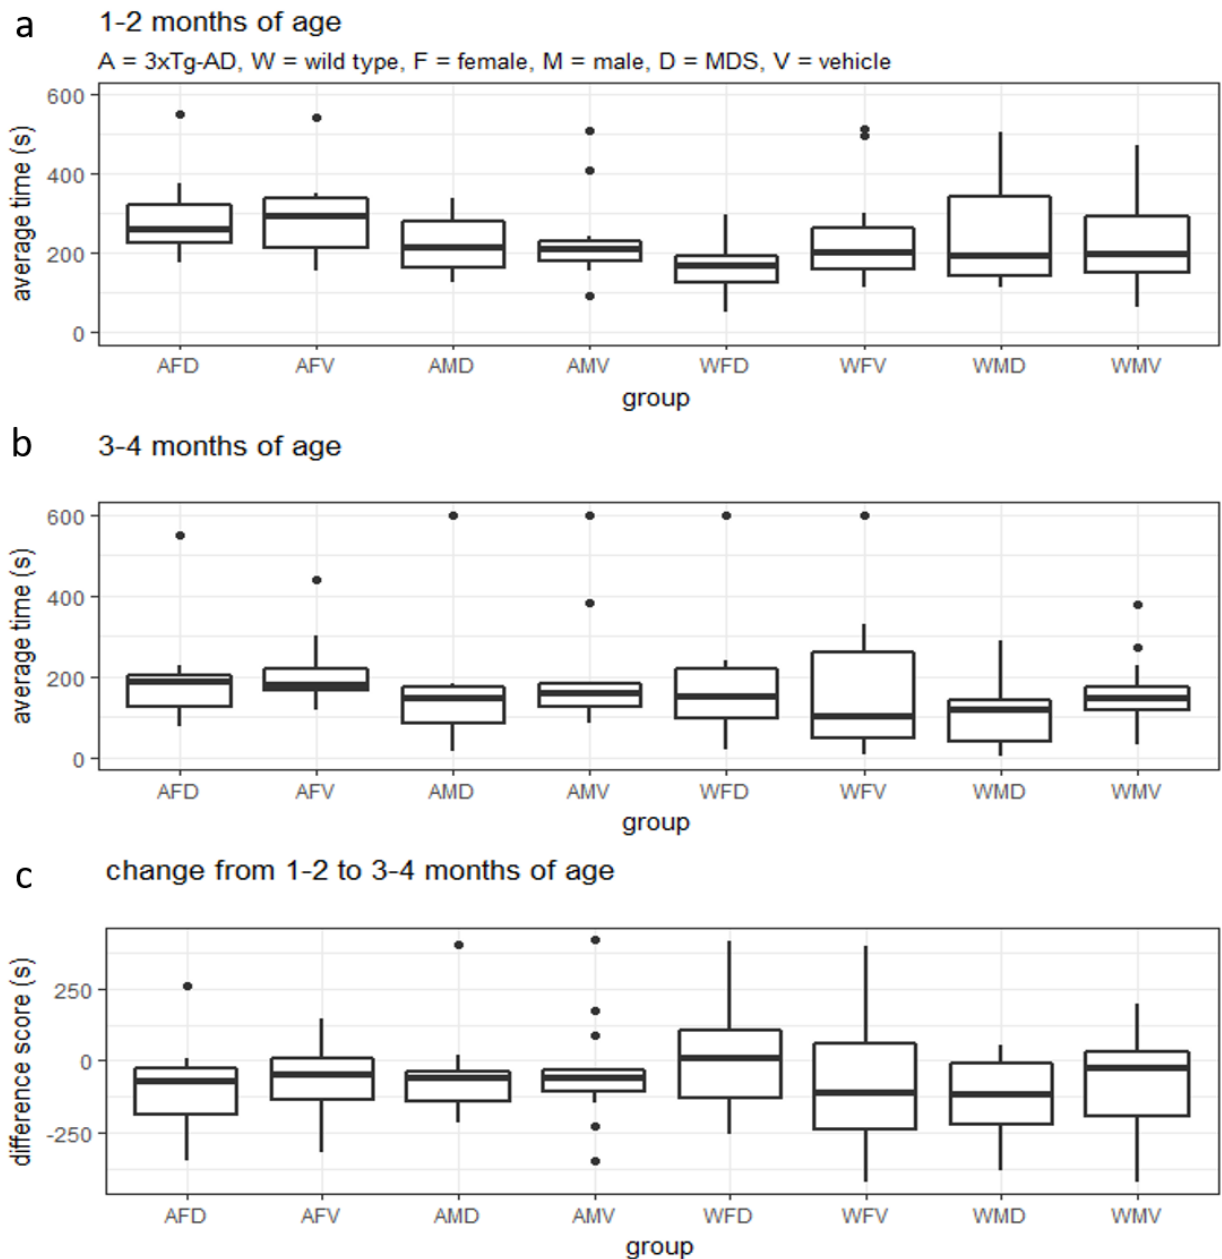 a
1-2 months of age
A = 3xTg-AD, W = wild type, F = female, M = male, D = MDS, V = vehicle
average time (s)
600
400
200
0
AFD AFV AMD AMV WFD WFV WMD WMV
group
b
3-4 months of age
average time (s)
600
400
200
0
AFD AFV AMD AMV WFD WFV WMD WMV
group
c
change from 1-2 to 3-4 months of age
difference score (s)
250
0
-250
AFD AFV AMD AMV WFD WFV WMD WMV
group